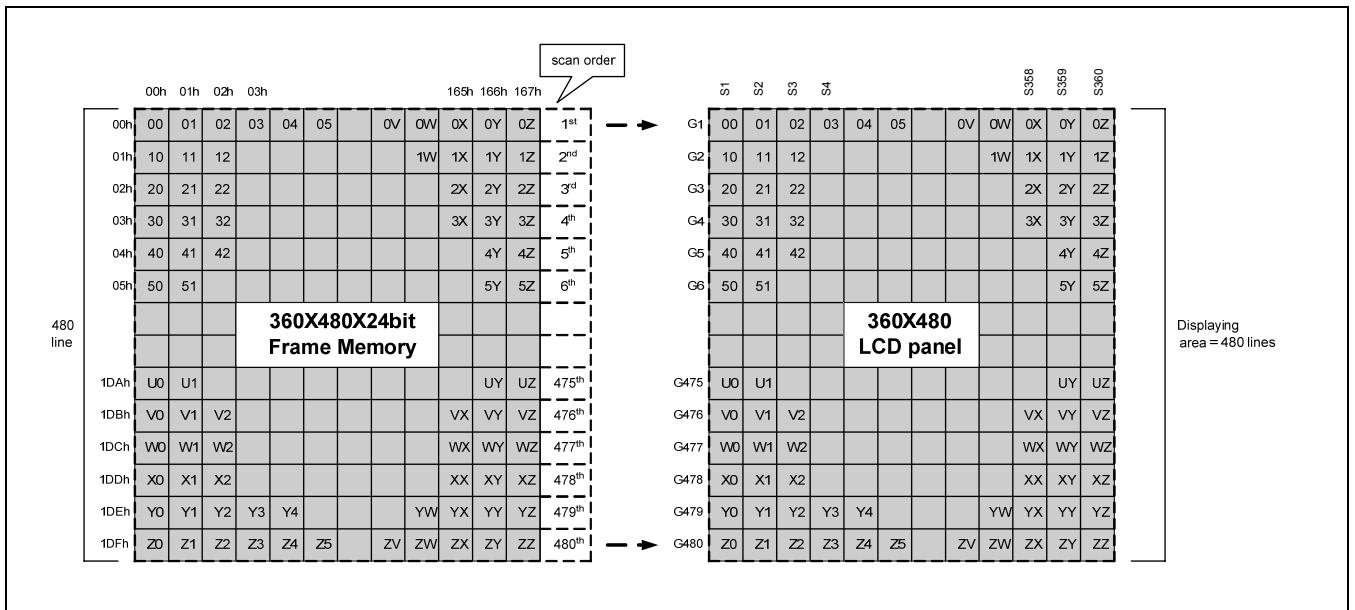 scan order
00h 01h 02h 03h 165h 166h 167h
S1 S2 S3 S4 S358 S359 S360
00h 00 01 02 03 04 05 0V 0W 0X 0Y 0Z 1st G1 00 01 02 03 04 05 0V 0W 0X 0Y 0Z
01h 10 11 12 1W 1X 1Y 1Z 2nd G2 10 11 12 1W 1X 1Y 1Z
02h 20 21 22 2X 2Y 2Z 3rd G3 20 21 22 2X 2Y 2Z
03h 30 31 32 3X 3Y 3Z 4th G4 30 31 32 3X 3Y 3Z
04h 40 41 42 4Y 4Z 5th G5 40 41 42 4Y 4Z
05h 50 51 5Y 5Z 6th G6 50 51 5Y 5Z
480
line
360X480X24bit
Frame Memory
360X480
LCD panel
Displaying
area = 480 lines
1DAh U0 U1 UY UZ 475th G475 U0 U1 UY UZ
1DBh V0 V1 V2 VX VY VZ 476th G476 V0 V1 V2 VX VY VZ
1DCh W0 W1 W2 WX WY WZ 477th G477 W0 W1 W2 WX WY WZ
1DDh X0 X1 X2 XX XY XZ 478th G478 X0 X1 X2 XX XY XZ
1DEh Y0 Y1 Y2 Y3 Y4 YW YX YY YZ 479th G479 Y0 Y1 Y2 Y3 Y4 YW YX YY YZ
1DFh Z0 Z1 Z2 Z3 Z4 Z5 ZV ZW ZX ZY ZZ 480th G480 Z0 Z1 Z2 Z3 Z4 Z5 ZV ZW ZX ZY ZZ